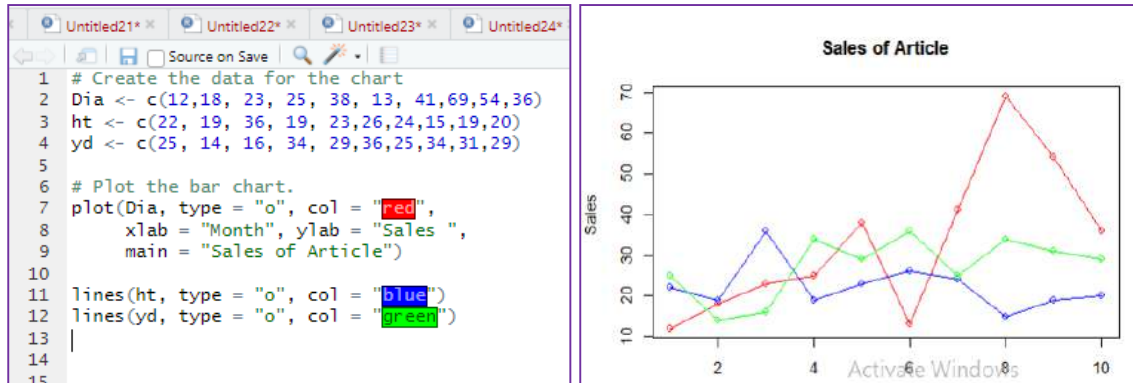 Untitled21* Untitled22* Untitled23* Untitled24*
Source on Save
1 # Create the data for the chart
2 Dia <- c(12,18, 23, 25, 38, 13, 41,69,54,36)
3 ht <- c(22, 19, 36, 19, 23,26,24,15,19,20)
4 yd <- c(25, 14, 16, 34, 29,36,25,34,31,29)
5
6 # Plot the bar chart.
7 plot(Dia, type = "o", col = "red",
8 xlab = "Month", ylab = "Sales ",
9 main = "Sales of Article")
10
11 lines(ht, type = "o", col = "blue")
12 lines(yd, type = "o", col = "green")
13
14
15
Sales of Article
Sales
70
60
50
40
30
20
10
2 4 6 8 10
Activate Windows